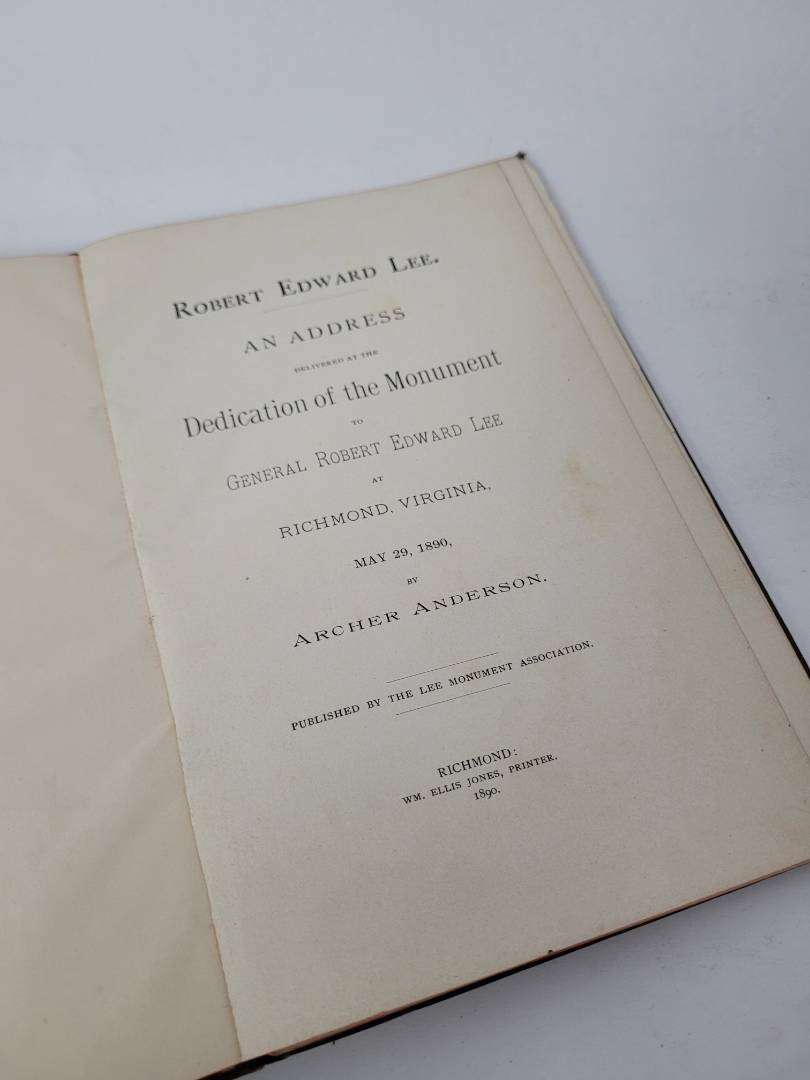 ROBERT EDWARD LEE.
AN ADDRESS
DELIVERED AT THE
Dedication of the Monument
TO
GENERAL ROBERT EDWARD LEE
AT
RICHMOND, VIRGINIA,
MAY 29, 1890,
BY
ARCHER ANDERSON.
PUBLISHED BY THE LEE MONUMENT ASSOCIATION.
RICHMOND:
WM. ELLIS JONES, PRINTER.
1890.